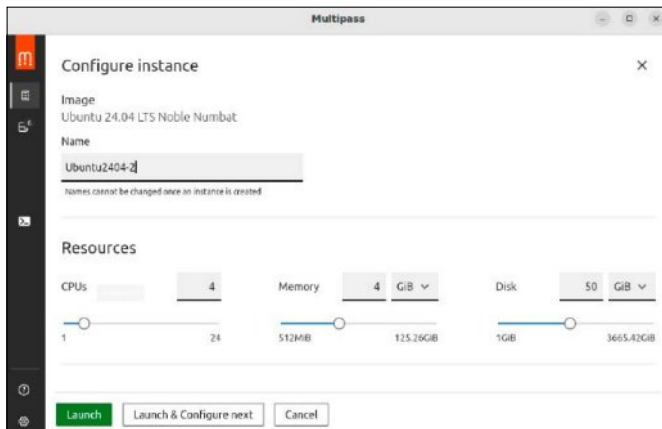 Multipass
Configure instance
Image
Ubuntu 24.04 LTS Noble Numbat
Name
Ubuntu2404-2
Names cannot be changed once an instance is created
Resources
CPUs 4 Memory 4 GiB Disk 50 GiB
1 24 512MiB 125.26GiB 1GiB 3665.42GiB
Launch Launch & Configure next Cancel